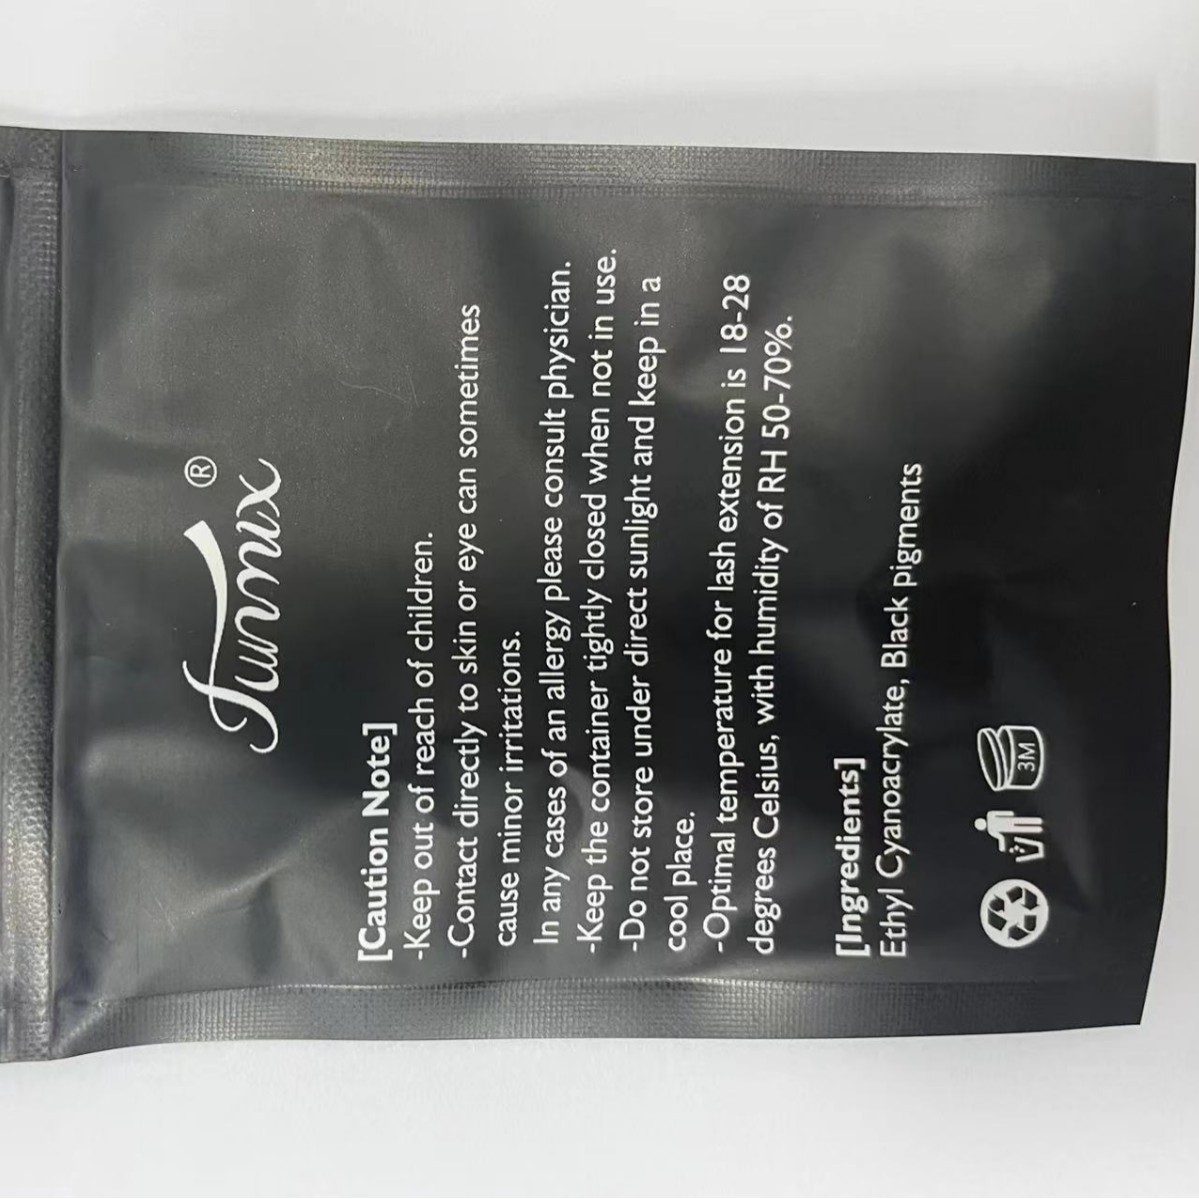 Funmix®
[Caution Note]
-Keep out of reach of children.
-Contact directly to skin or eye can sometimes
cause minor irritations.
In any cases of an allergy please consult physician.
-Keep the container tightly closed when not in use.
-Do not store under direct sunlight and keep in a
cool place.
-Optimal temperature for lash extension is 18-28
degrees Celsius, with humidity of RH 50-70%.
[Ingredients]
Ethyl Cyanoacrylate, Black pigments
3M